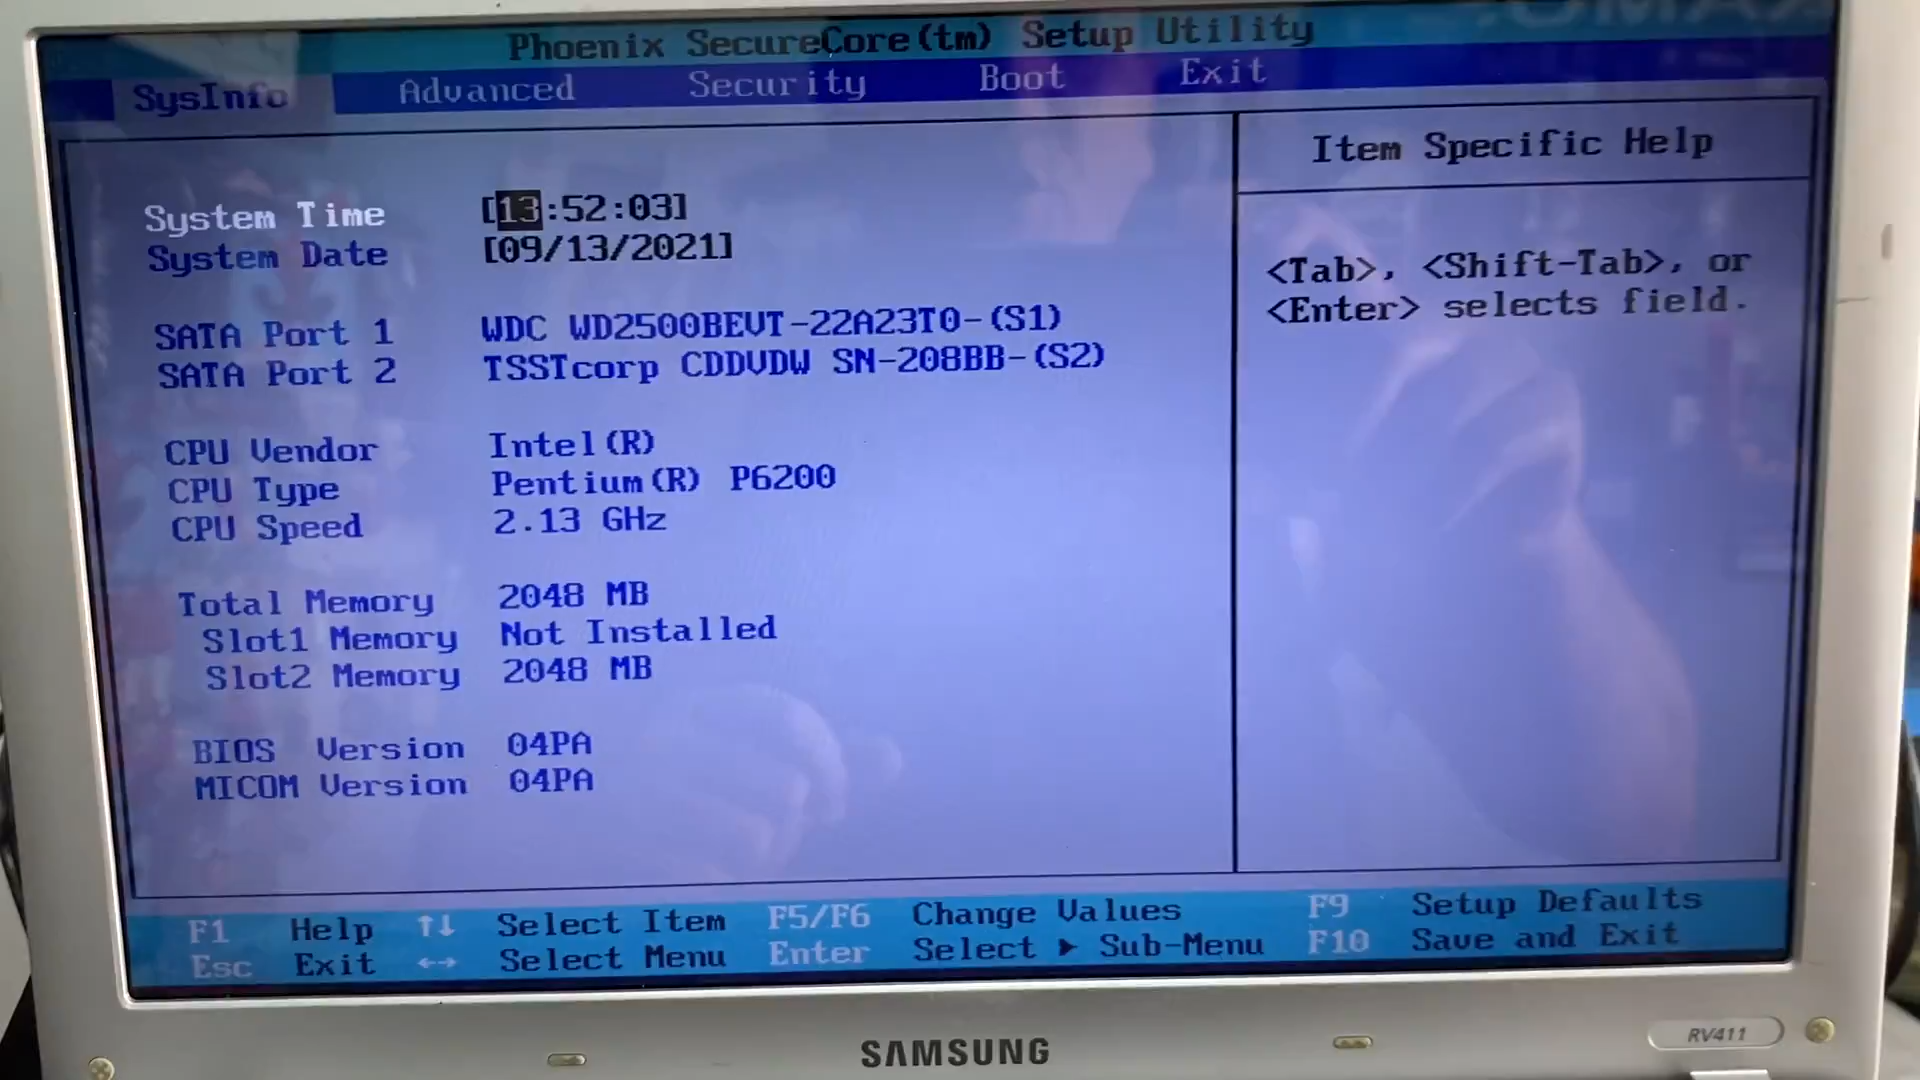 Phoenix SecureCore(tm) Setup Utility
SysInfo Advanced Security Boot Exit
Item Specific Help
System Time [13:52:03]
System Date [09/13/2021]
<Tab>, <Shift-Tab>, or
<Enter> selects field.
SATA Port 1 WDC WD2500BEVT-22A23T0-(S1)
SATA Port 2 TSSTcorp CDDVDW SN-208BB-(S2)
CPU Vendor Intel(R)
CPU Type Pentium(R) P6200
CPU Speed 2.13 GHz
Total Memory 2048 MB
Slot1 Memory Not Installed
Slot2 Memory 2048 MB
BIOS Version 04PA
MICOM Version 04PA
F1 Help ↑↓ Select Item F5/F6 Change Values F9 Setup Defaults
Esc Exit ←→ Select Menu Enter Select ▶ Sub-Menu F10 Save and Exit
SAMSUNG
RV411